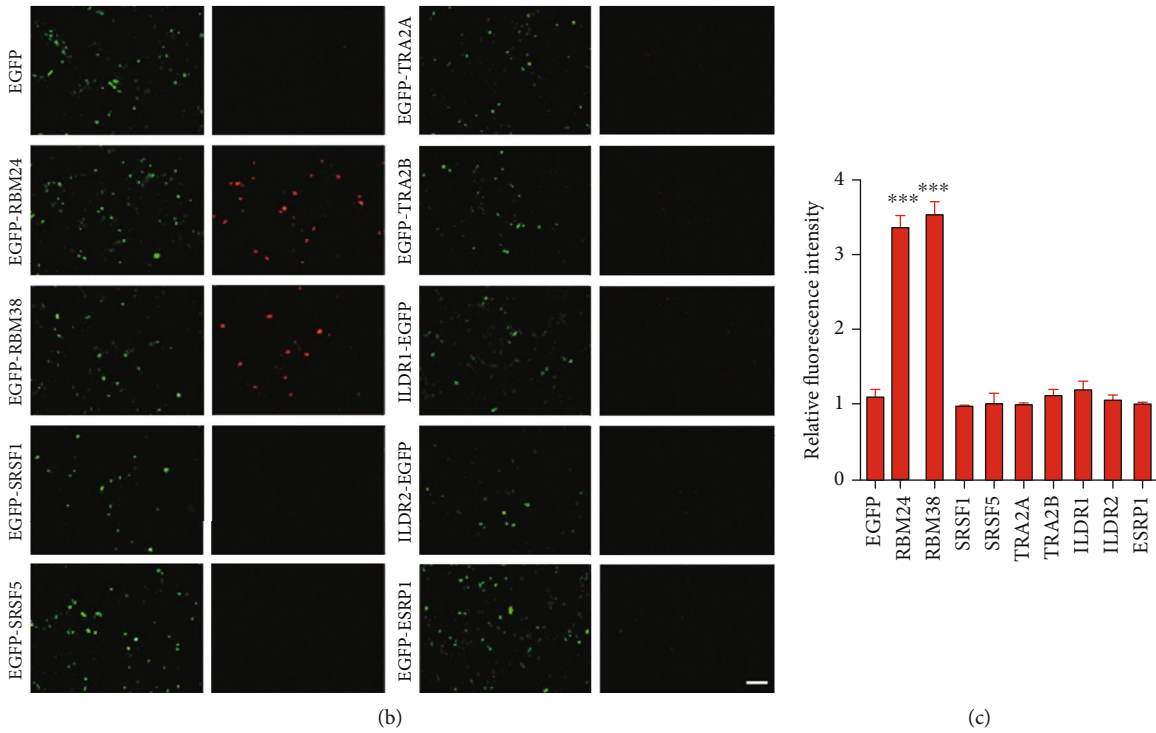 EGFP
EGFP-RBM24
EGFP-RBM38
EGFP-SRSF1
EGFP-SRSF5
EGFP-TRA2A
EGFP-TRA2B
ILDR1-EGFP
ILDR2-EGFP
EGFP-ESRP1
(b)
Relative fluorescence intensity
4
3
2
1
0
***
***
EGFP
RBM24
RBM38
SRSF1
SRSF5
TRA2A
TRA2B
ILDR1
ILDR2
ESRP1
(c)